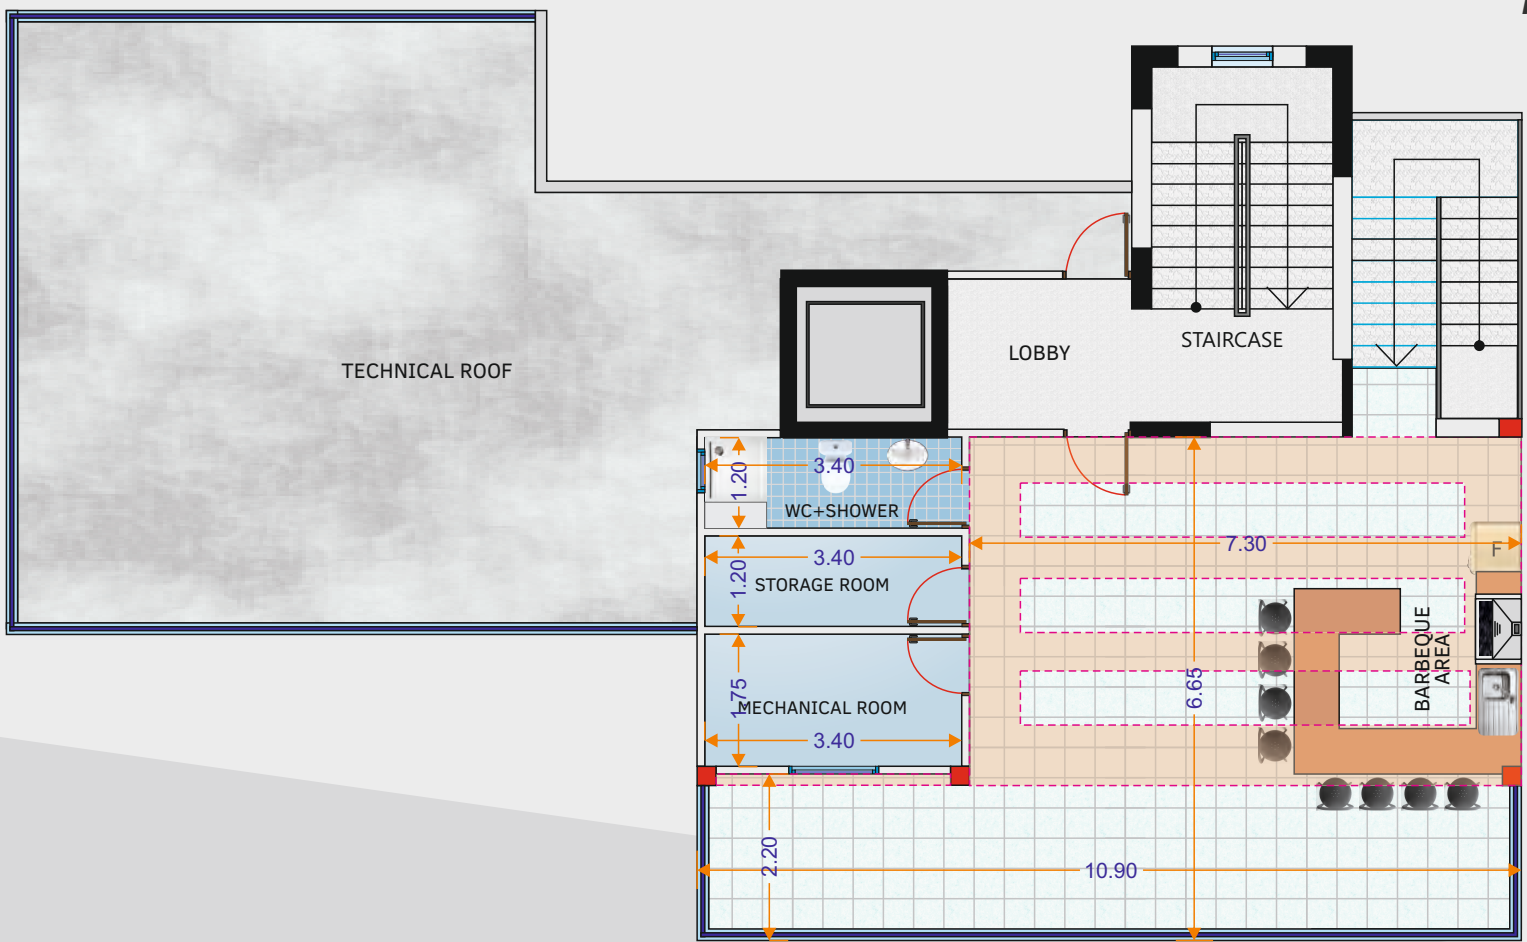 TECHNICAL ROOF
LOBBY
STAIRCASE
3.40
1.20
WC+SHOWER
7.30
F
3.40
1.20
STORAGE ROOM
BARBEQUE
AREA
6.65
1.75
MECHANICAL ROOM
3.40
2.20
10.90